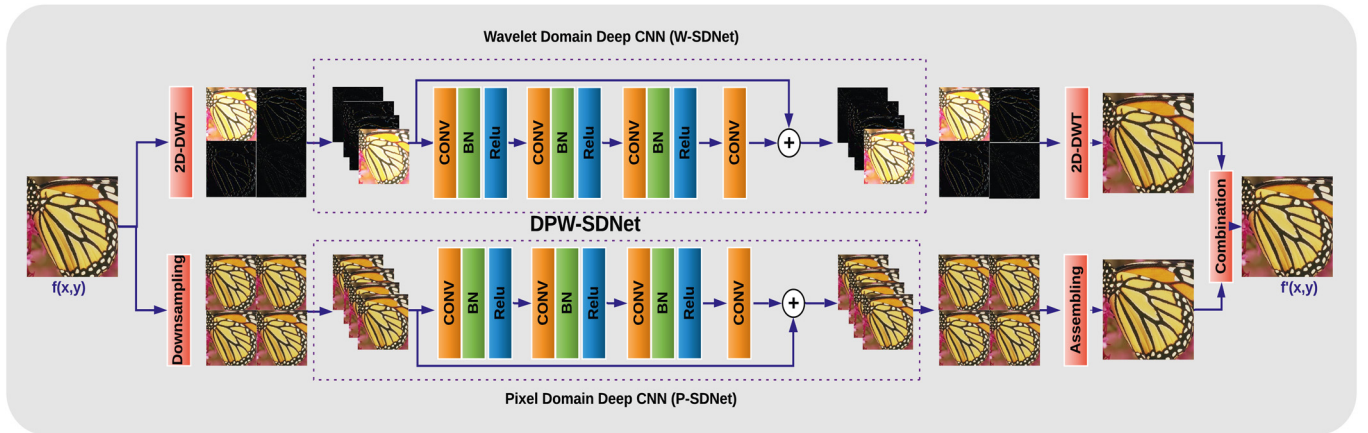 Wavelet Domain Deep CNN (W-SDNet)
2D-DWT
CONV
BN
Relu
CONV
BN
Relu
CONV
BN
Relu
CONV
+
2D-DWT
f(x,y)
DPW-SDNet
Combination
f'(x,y)
Downsampling
CONV
BN
Relu
CONV
BN
Relu
CONV
BN
Relu
CONV
+
Assembling
Pixel Domain Deep CNN (P-SDNet)